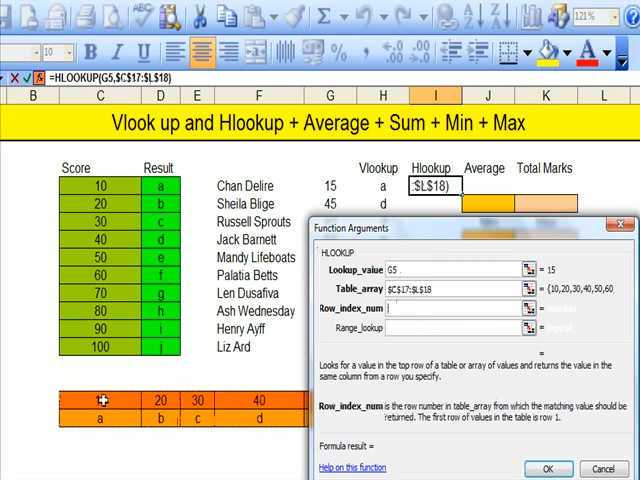 Σ 121%
10 B I U %
=HLOOKUP(G5,$C$17:$L$18)
B C D E F G H I J K L
Vlook up and Hlookup + Average + Sum + Min + Max
Score Result Vlookup Hlookup Average Total Marks
10 a Chan Delire 15 a :$L$18)
20 b Sheila Blige 45 d
30 c Russell Sprouts
40 d Jack Barnett
50 e Mandy Lifeboats
60 f Palatia Betts
70 g Len Dusafiva
80 h Ash Wednesday
90 i Henry Ayff
100 j Liz Ard
20 30 40
a b c d
Function Arguments
HLOOKUP
Lookup_value G5 = 15
Table_array $C$17:$L$18 = {10,20,30,40,50,60
Row_index_num = number
Range_lookup = logical
=
Looks for a value in the top row of a table or array of values and returns the value in the
same column from a row you specify.
Row_index_num is the row number in table_array from which the matching value should be
returned. The first row of values in the table is row 1.
Formula result =
Help on this function OK Cancel